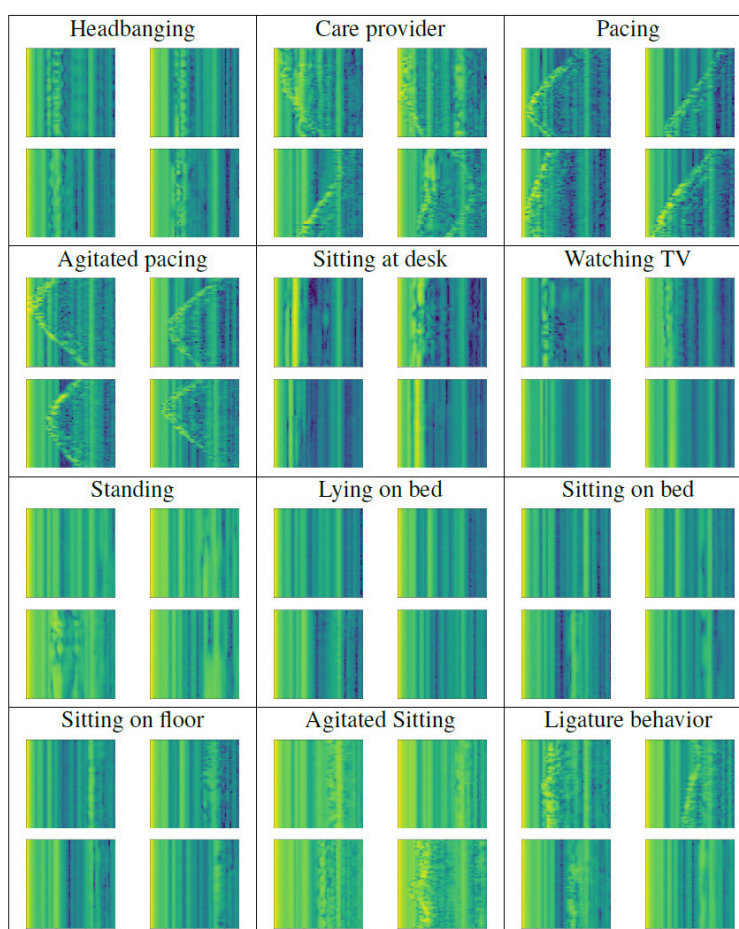 Headbanging
Care provider
Pacing
Agitated pacing
Sitting at desk
Watching TV
Standing
Lying on bed
Sitting on bed
Sitting on floor
Agitated Sitting
Ligature behavior